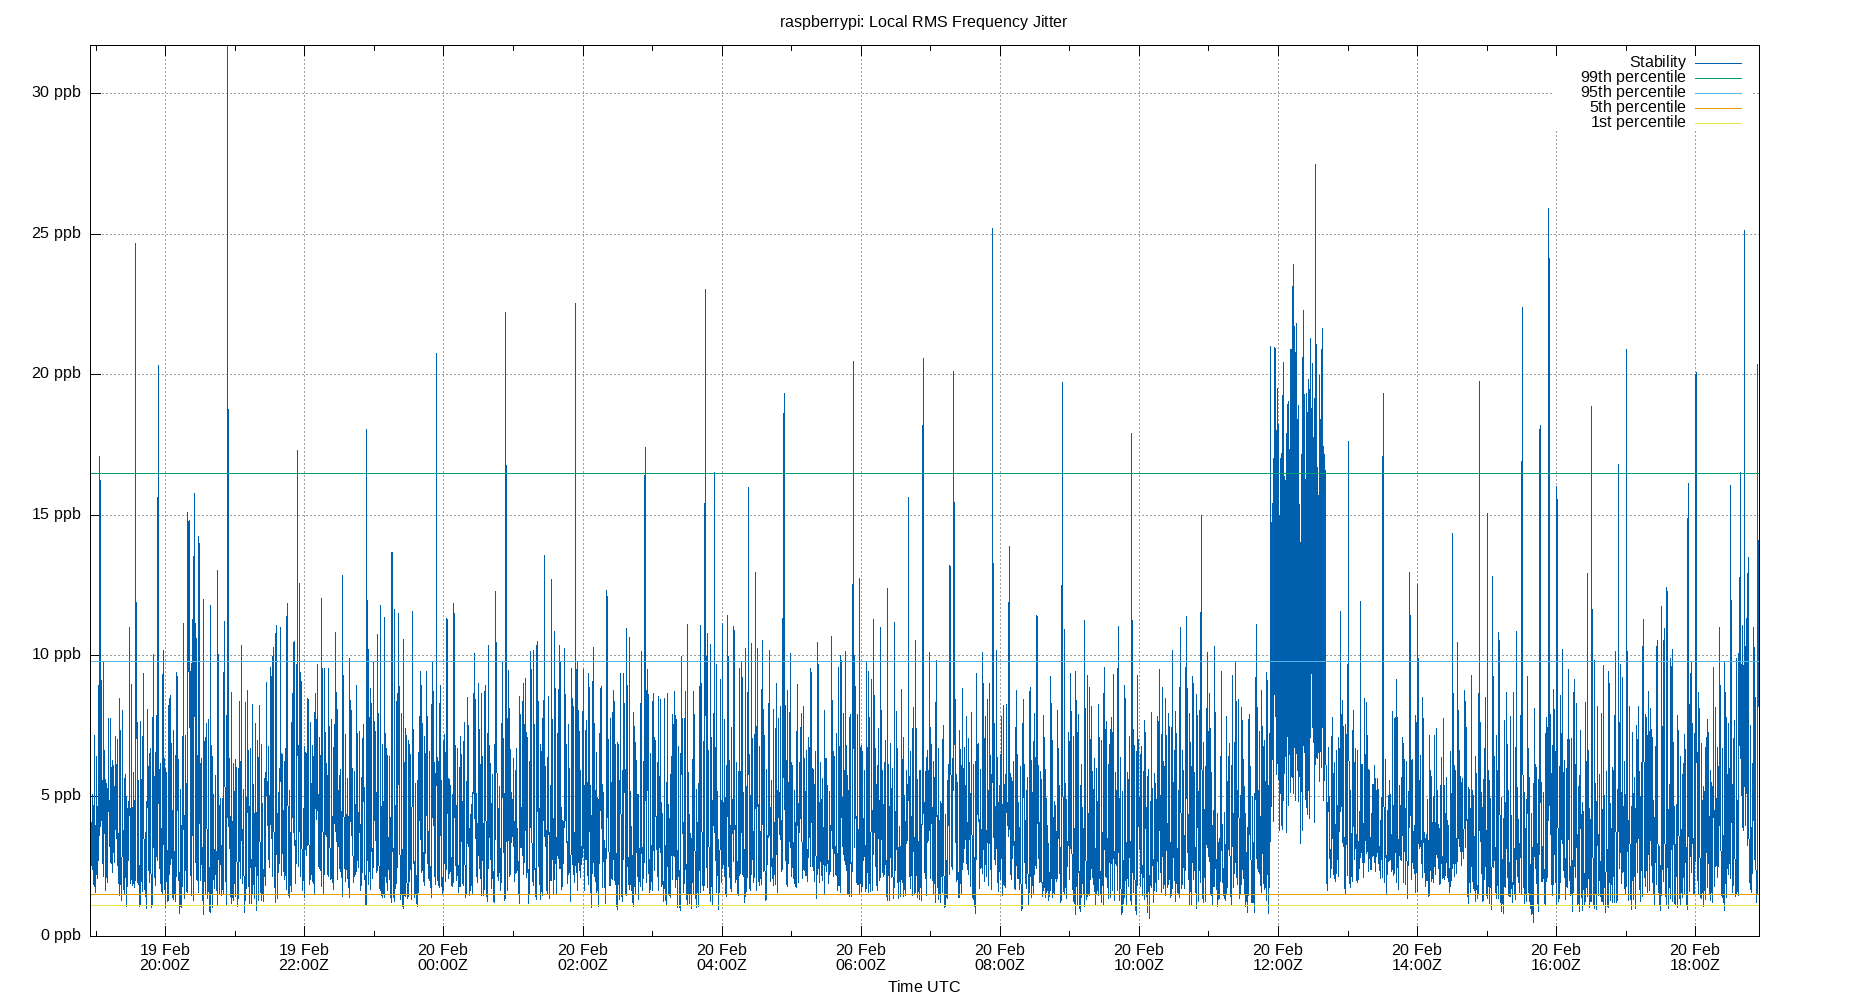 raspberrypi: Local RMS Frequency Jitter
Stability
99th percentile
95th percentile
5th percentile
1st percentile
30 ppb
25 ppb
20 ppb
15 ppb
10 ppb
5 ppb
0 ppb
19 Feb 19 Feb 20 Feb 20 Feb 20 Feb 20 Feb 20 Feb 20 Feb 20 Feb 20 Feb 20 Feb 20 Feb
20:00Z 22:00Z 00:00Z 02:00Z 04:00Z 06:00Z 08:00Z 10:00Z 12:00Z 14:00Z 16:00Z 18:00Z
Time UTC